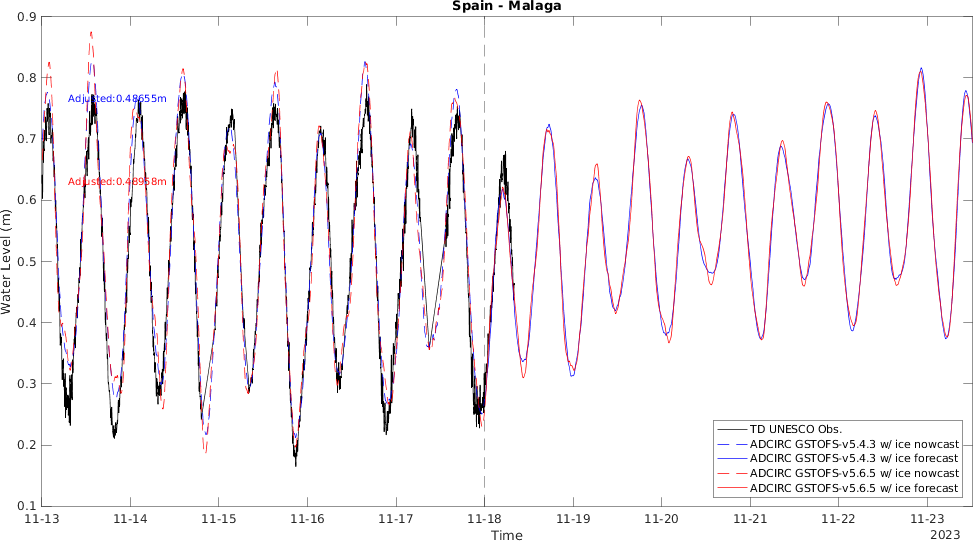 Spain - Malaga
0.9
0.8
0.7
0.6
0.5
0.4
0.3
0.2
0.1
Water Level (m)
Adjusted:0.48655m
Adjusted:0.48958m
TD UNESCO Obs.
ADCIRC GSTOFS-v5.4.3 w/ ice nowcast
ADCIRC GSTOFS-v5.4.3 w/ ice forecast
ADCIRC GSTOFS-v5.6.5 w/ ice nowcast
ADCIRC GSTOFS-v5.6.5 w/ ice forecast
11-13 11-14 11-15 11-16 11-17 11-18 11-19 11-20 11-21 11-22 11-23
Time
2023